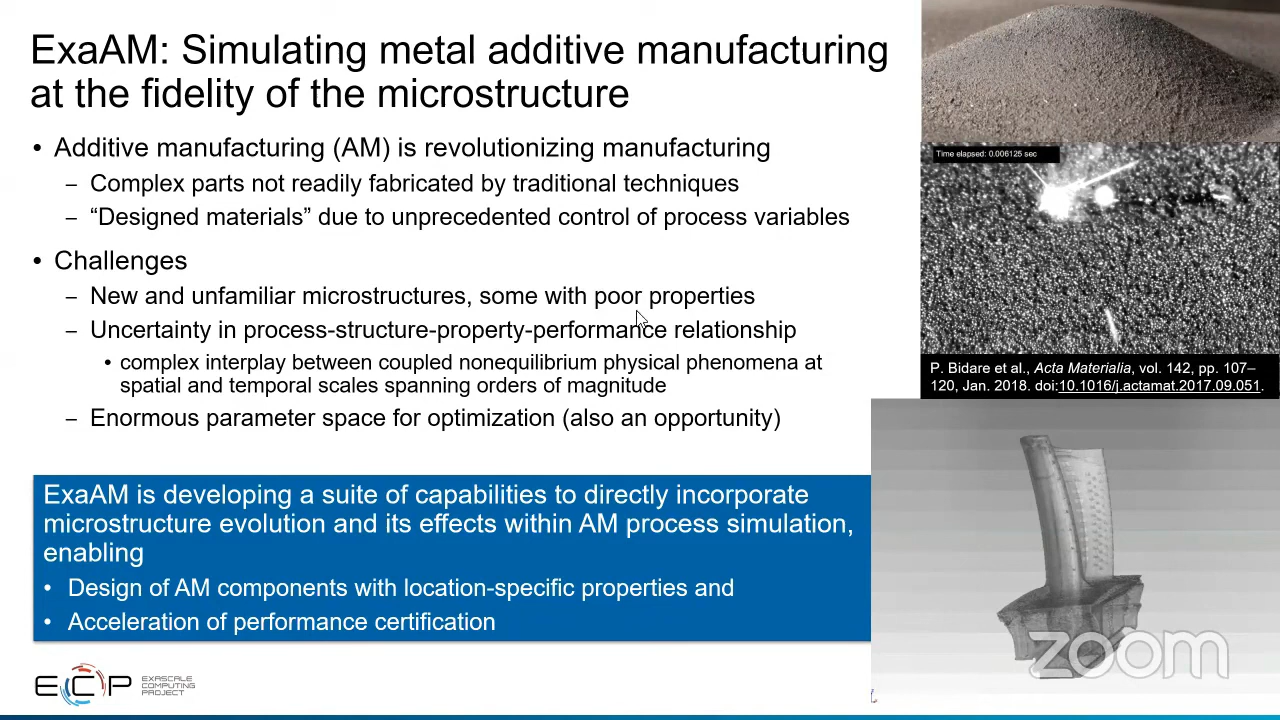 ExaAM: Simulating metal additive manufacturing
at the fidelity of the microstructure
• Additive manufacturing (AM) is revolutionizing manufacturing
– Complex parts not readily fabricated by traditional techniques
– “Designed materials” due to unprecedented control of process variables
• Challenges
– New and unfamiliar microstructures, some with poor properties
– Uncertainty in process-structure-property-performance relationship
• complex interplay between coupled nonequilibrium physical phenomena at
spatial and temporal scales spanning orders of magnitude
– Enormous parameter space for optimization (also an opportunity)
ExaAM is developing a suite of capabilities to directly incorporate
microstructure evolution and its effects within AM process simulation,
enabling
• Design of AM components with location-specific properties and
• Acceleration of performance certification
Time elapsed: 0.006125 sec
P. Bidare et al., Acta Materialia, vol. 142, pp. 107–
120, Jan. 2018. doi:10.1016/j.actamat.2017.09.051.
zoom
ECP
EXASCALE
COMPUTING
PROJECT